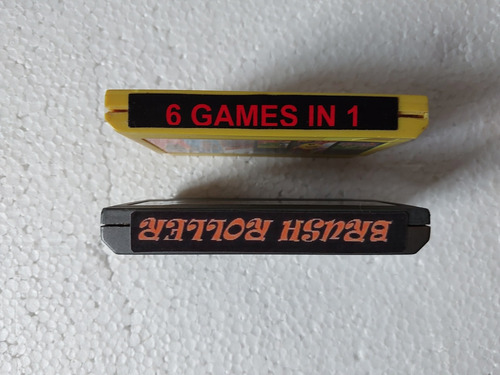 6 GAMES IN 1
BRUSH ROLLER